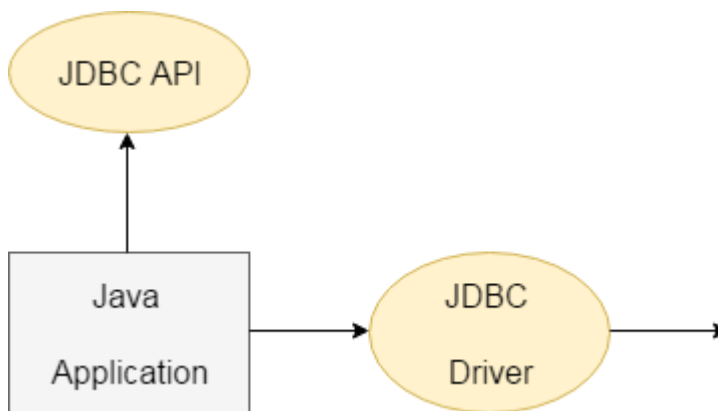 JDBC API
Java
Application
JDBC
Driver